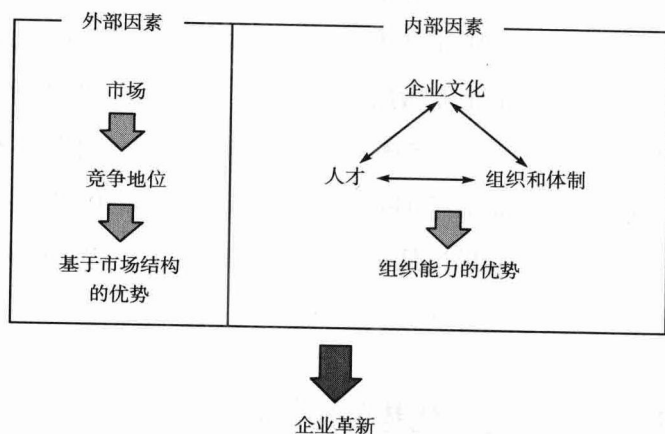 外部因素
市场
竞争地位
基于市场结构
的优势
内部因素
企业文化
人才
组织和体制
组织能力的优势
企业革新